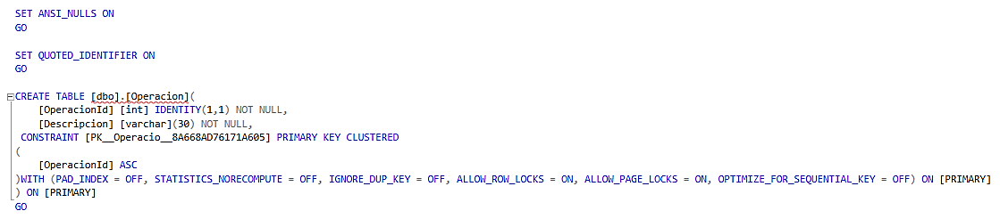 SET ANSI_NULLS ON
GO
SET QUOTED_IDENTIFIER ON
GO
CREATE TABLE [dbo].[Operacion](
[OperacionId] [int] IDENTITY(1,1) NOT NULL,
[Descripcion] [varchar](30) NOT NULL,
CONSTRAINT [PK__Operacio__8A668AD76171A605] PRIMARY KEY CLUSTERED
(
[OperacionId] ASC
)WITH (PAD_INDEX = OFF, STATISTICS_NORECOMPUTE = OFF, IGNORE_DUP_KEY = OFF, ALLOW_ROW_LOCKS = ON, ALLOW_PAGE_LOCKS = ON, OPTIMIZE_FOR_SEQUENTIAL_KEY = OFF) ON [PRIMARY]
) ON [PRIMARY]
GO